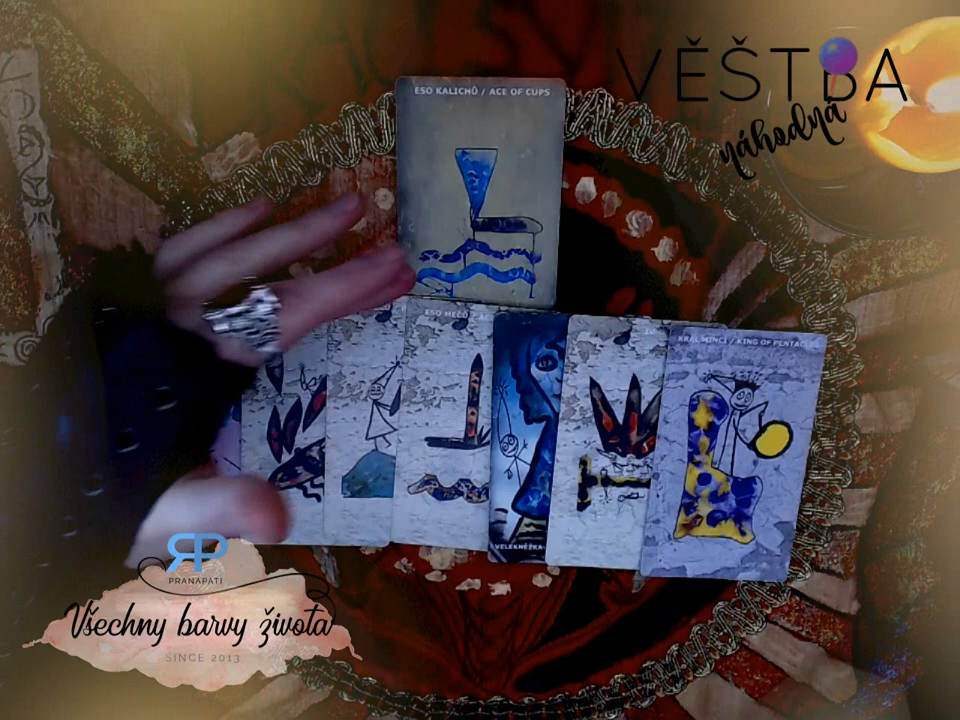 VĚŠTBA
náhodná
ESO KALICHŮ / ACE OF CUPS
ESO MEČŮ
KRÁL MINCÍ / KING OF PENTACLES
VELEKNĚŽKA
RP
PRANAPATI
Všechny barvy života
SINCE 2013